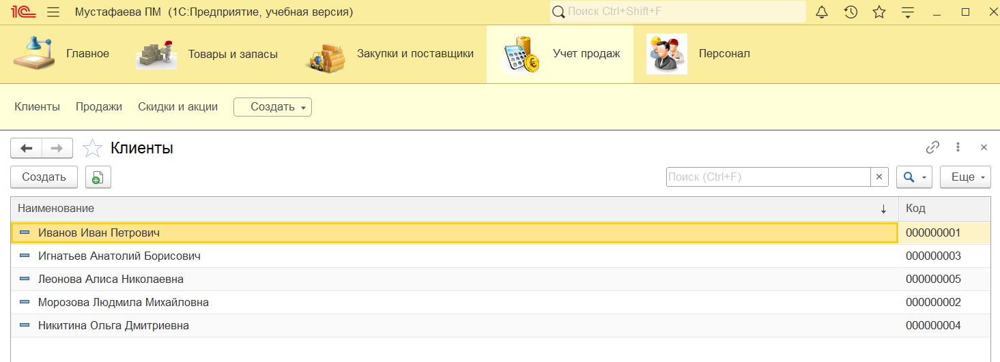 1С Мустафаева ПМ (1С:Предприятие, учебная версия) Поиск Ctrl+Shift+F
Главное Товары и запасы Закупки и поставщики Учет продаж Персонал
Клиенты Продажи Скидки и акции Создать
Клиенты
Создать Поиск (Ctrl+F) × Еще
Наименование ↓ Код
Иванов Иван Петрович 000000001
Игнатьев Анатолий Борисович 000000003
Леонова Алиса Николаевна 000000005
Морозова Людмила Михайловна 000000002
Никитина Ольга Дмитриевна 000000004